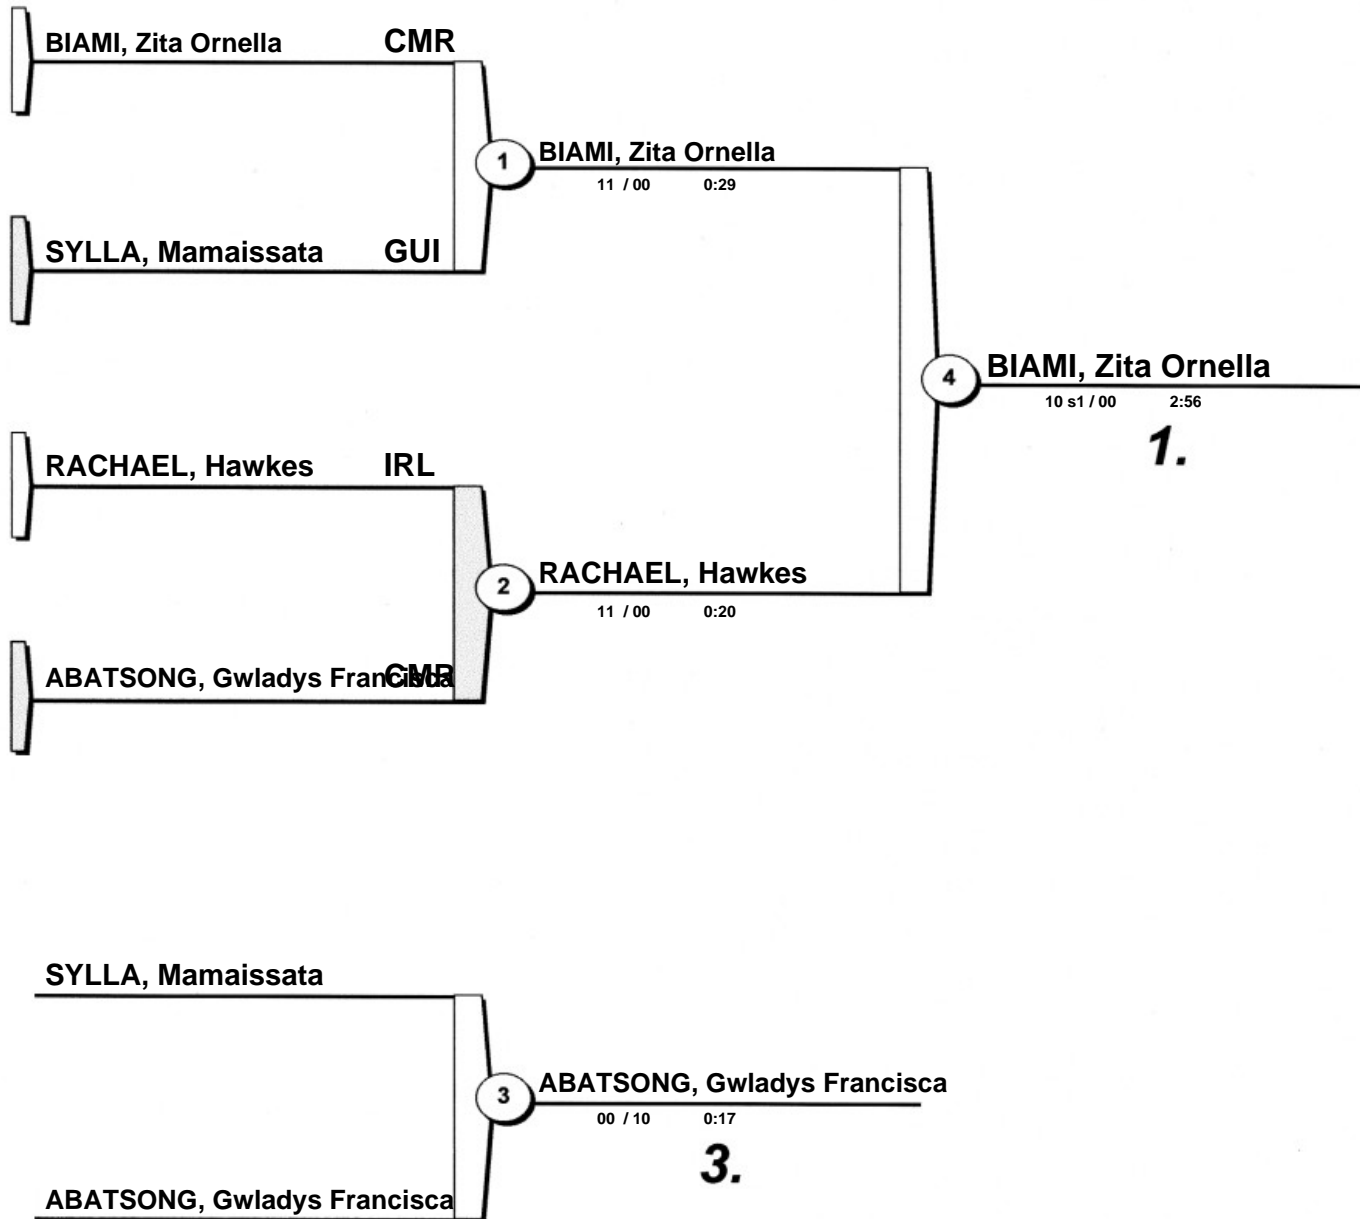 BIAMI, Zita Ornella CMR
1 BIAMI, Zita Ornella
11 / 00 0:29
SYLLA, Mamaissata GUI
4 BIAMI, Zita Ornella
10 s1 / 00 2:56
1.
RACHAEL, Hawkes IRL
2 RACHAEL, Hawkes
11 / 00 0:20
ABATSONG, Gwladys Francisca CMR
SYLLA, Mamaissata
3 ABATSONG, Gwladys Francisca
00 / 10 0:17
3.
ABATSONG, Gwladys Francisca